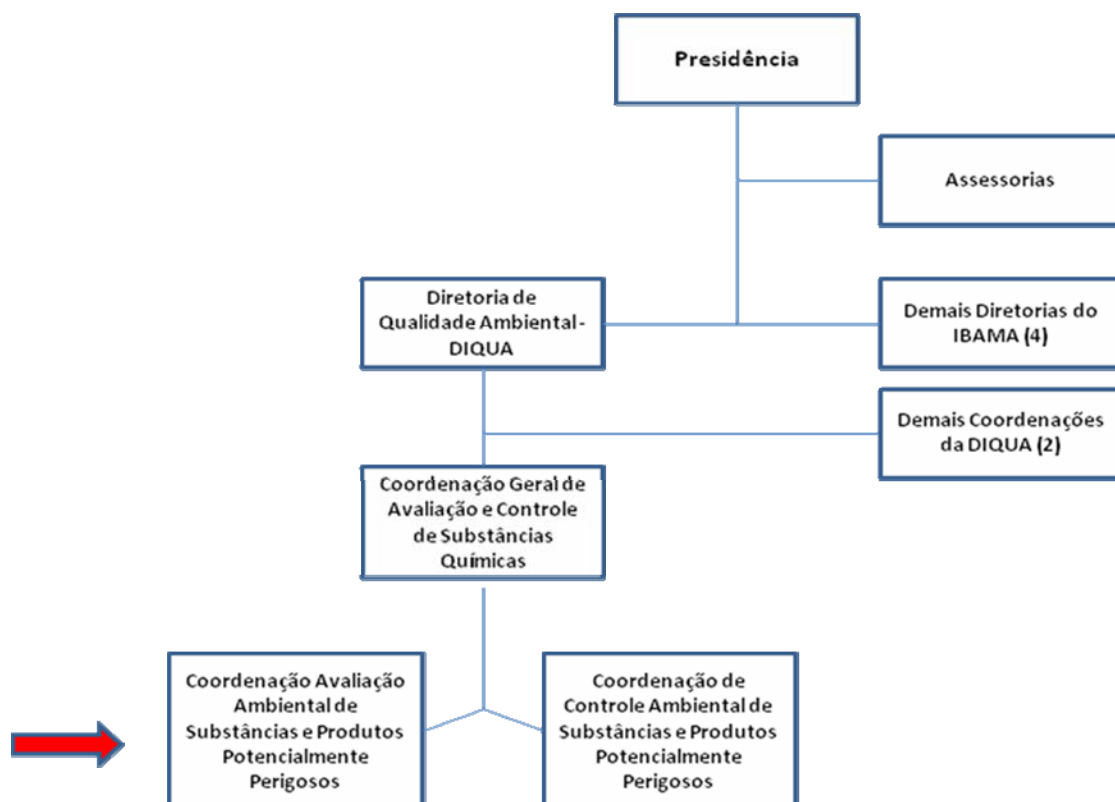 Presidência
Assessorias
Diretoria de
Qualidade Ambiental-
DIQUA
Demais Diretorias do
IBAMA (4)
Demais Coordenações
da DIQUA (2)
Coordenação Geral de
Avaliação e Controle
de Substâncias
Químicas
Coordenação Avaliação
Ambiental de
Substâncias e Produtos
Potencialmente
Perigosos
Coordenação de
Controle Ambiental de
Substâncias e Produtos
Potencialmente
Perigosos